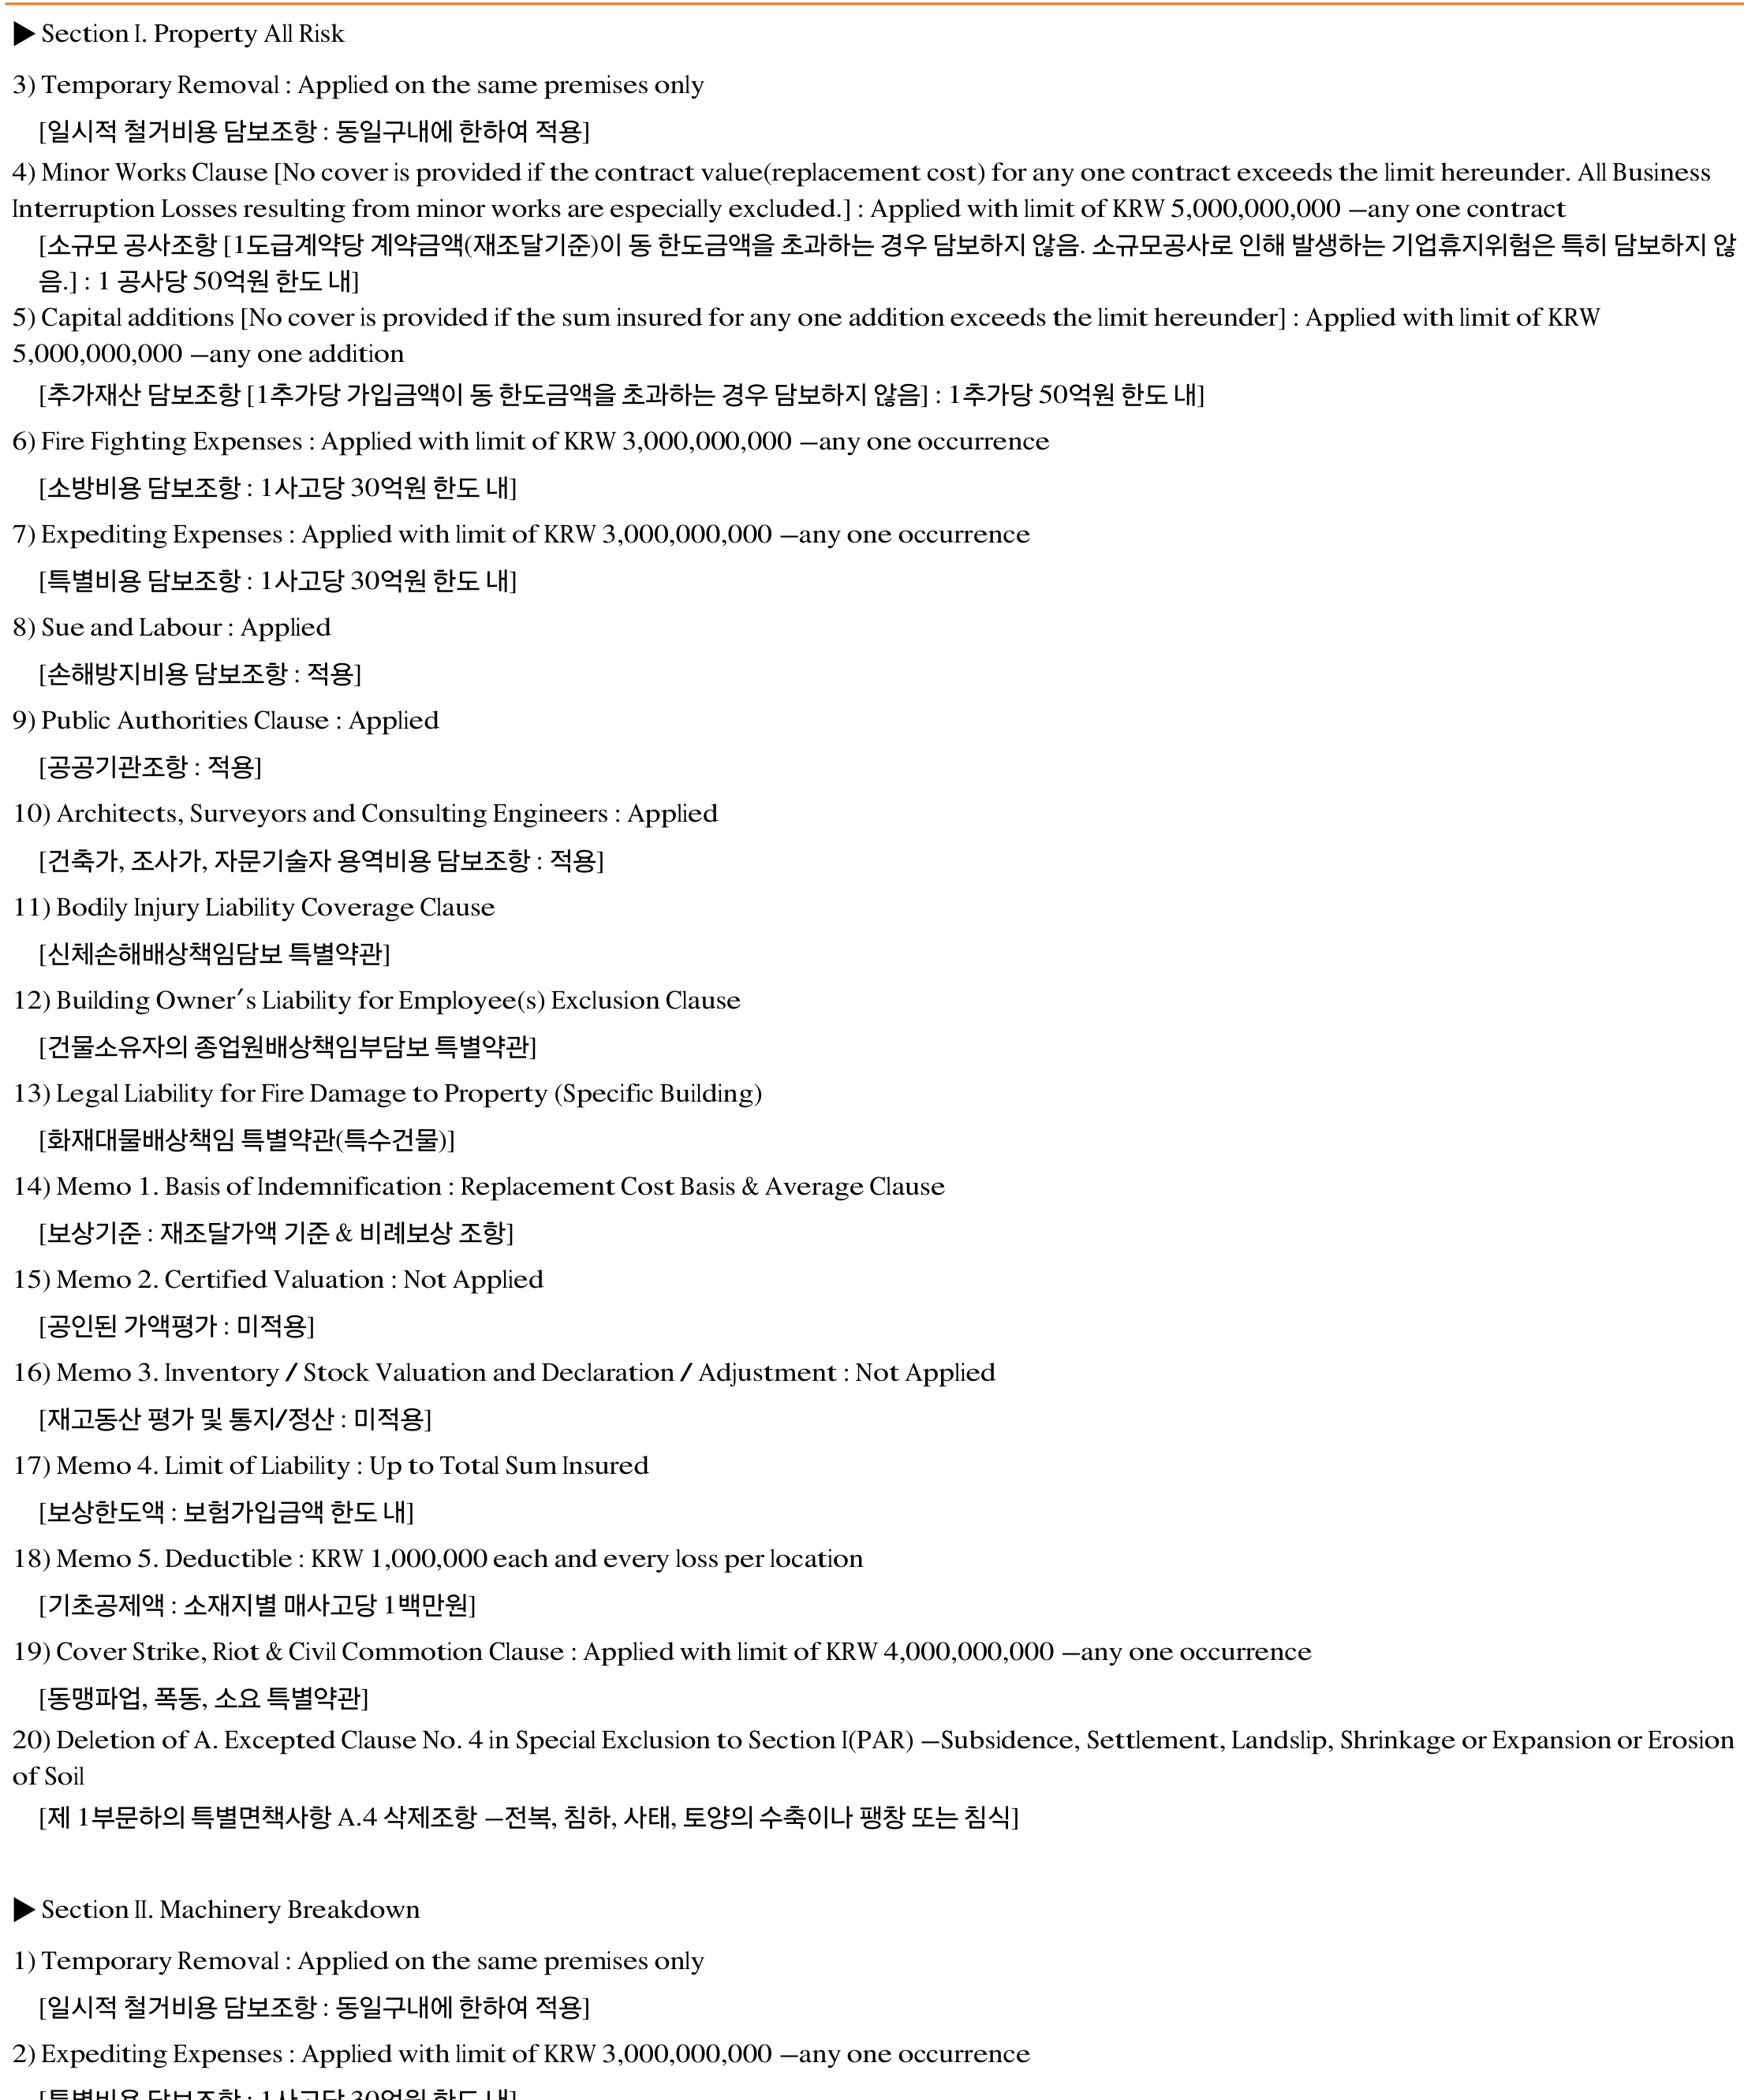 ▶ Section I. Property All Risk
3) Temporary Removal : Applied on the same premises only
[일시적 철거비용 담보조항 : 동일구내에 한하여 적용]
4) Minor Works Clause [No cover is provided if the contract value(replacement cost) for any one contract exceeds the limit hereunder. All Business
Interruption Losses resulting from minor works are especially excluded.] : Applied with limit of KRW 5,000,000,000 –any one contract
[소규모 공사조항 [1도급계약당 계약금액(재조달기준)이 동 한도금액을 초과하는 경우 담보하지 않음. 소규모공사로 인해 발생하는 기업휴지위험은 특히 담보하지 않
음.] : 1 공사당 50억원 한도 내]
5) Capital additions [No cover is provided if the sum insured for any one addition exceeds the limit hereunder] : Applied with limit of KRW
5,000,000,000 –any one addition
[추가재산 담보조항 [1추가당 가입금액이 동 한도금액을 초과하는 경우 담보하지 않음] : 1추가당 50억원 한도 내]
6) Fire Fighting Expenses : Applied with limit of KRW 3,000,000,000 –any one occurrence
[소방비용 담보조항 : 1사고당 30억원 한도 내]
7) Expediting Expenses : Applied with limit of KRW 3,000,000,000 –any one occurrence
[특별비용 담보조항 : 1사고당 30억원 한도 내]
8) Sue and Labour : Applied
[손해방지비용 담보조항 : 적용]
9) Public Authorities Clause : Applied
[공공기관조항 : 적용]
10) Architects, Surveyors and Consulting Engineers : Applied
[건축가, 조사가, 자문기술자 용역비용 담보조항 : 적용]
11) Bodily Injury Liability Coverage Clause
[신체손해배상책임담보 특별약관]
12) Building Owner′s Liability for Employee(s) Exclusion Clause
[건물소유자의 종업원배상책임부담보 특별약관]
13) Legal Liability for Fire Damage to Property (Specific Building)
[화재대물배상책임 특별약관(특수건물)]
14) Memo 1. Basis of Indemnification : Replacement Cost Basis & Average Clause
[보상기준 : 재조달가액 기준 & 비례보상 조항]
15) Memo 2. Certified Valuation : Not Applied
[공인된 가액평가 : 미적용]
16) Memo 3. Inventory / Stock Valuation and Declaration / Adjustment : Not Applied
[재고동산 평가 및 통지/정산 : 미적용]
17) Memo 4. Limit of Liability : Up to Total Sum Insured
[보상한도액 : 보험가입금액 한도 내]
18) Memo 5. Deductible : KRW 1,000,000 each and every loss per location
[기초공제액 : 소재지별 매사고당 1백만원]
19) Cover Strike, Riot & Civil Commotion Clause : Applied with limit of KRW 4,000,000,000 –any one occurrence
[동맹파업, 폭동, 소요 특별약관]
20) Deletion of A. Excepted Clause No. 4 in Special Exclusion to Section I(PAR) –Subsidence, Settlement, Landslip, Shrinkage or Expansion or Erosion
of Soil
[제 1부문하의 특별면책사항 A.4 삭제조항 –전복, 침하, 사태, 토양의 수축이나 팽창 또는 침식]
▶ Section II. Machinery Breakdown
1) Temporary Removal : Applied on the same premises only
[일시적 철거비용 담보조항 : 동일구내에 한하여 적용]
2) Expediting Expenses : Applied with limit of KRW 3,000,000,000 –any one occurrence
[특별비용 담보조항 : 1사고당 30억원 한도 내]